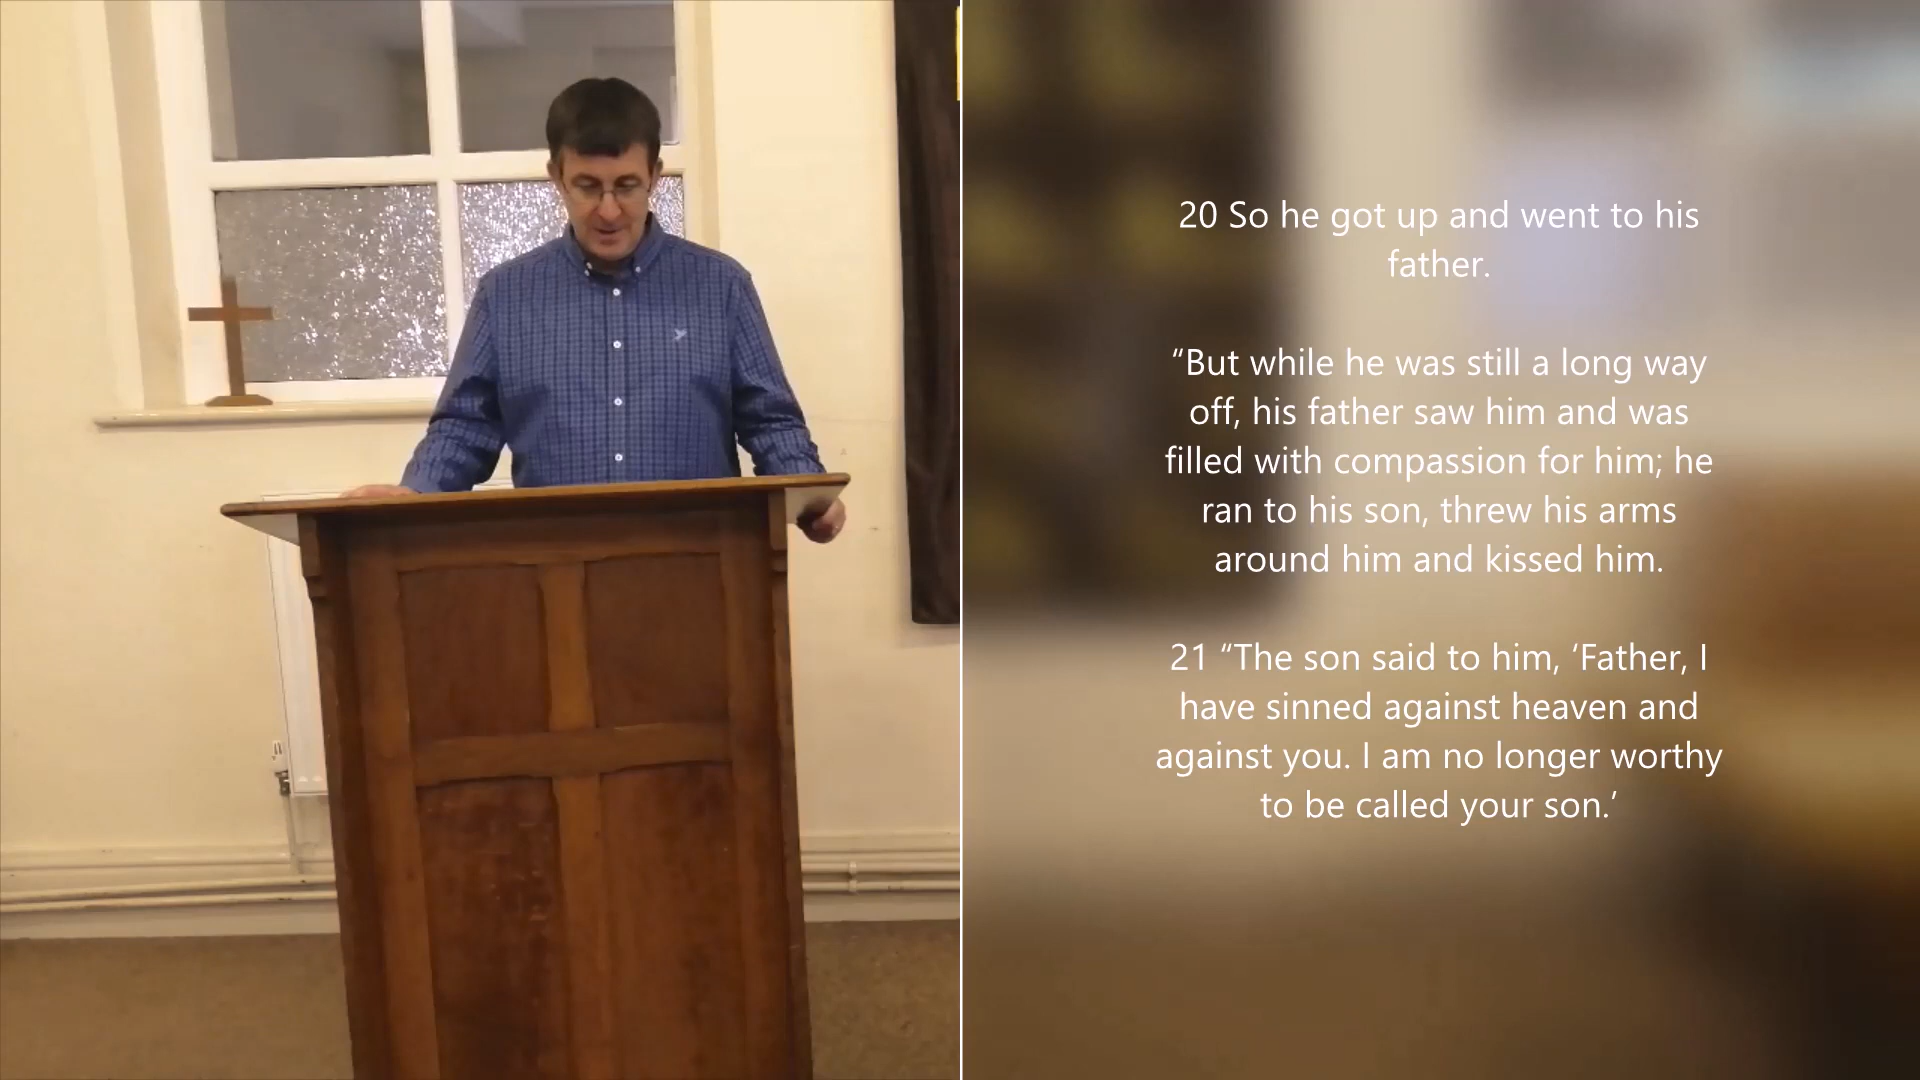 20 So he got up and went to his
father.
“But while he was still a long way
off, his father saw him and was
filled with compassion for him; he
ran to his son, threw his arms
around him and kissed him.
21 “The son said to him, ‘Father, I
have sinned against heaven and
against you. I am no longer worthy
to be called your son.’